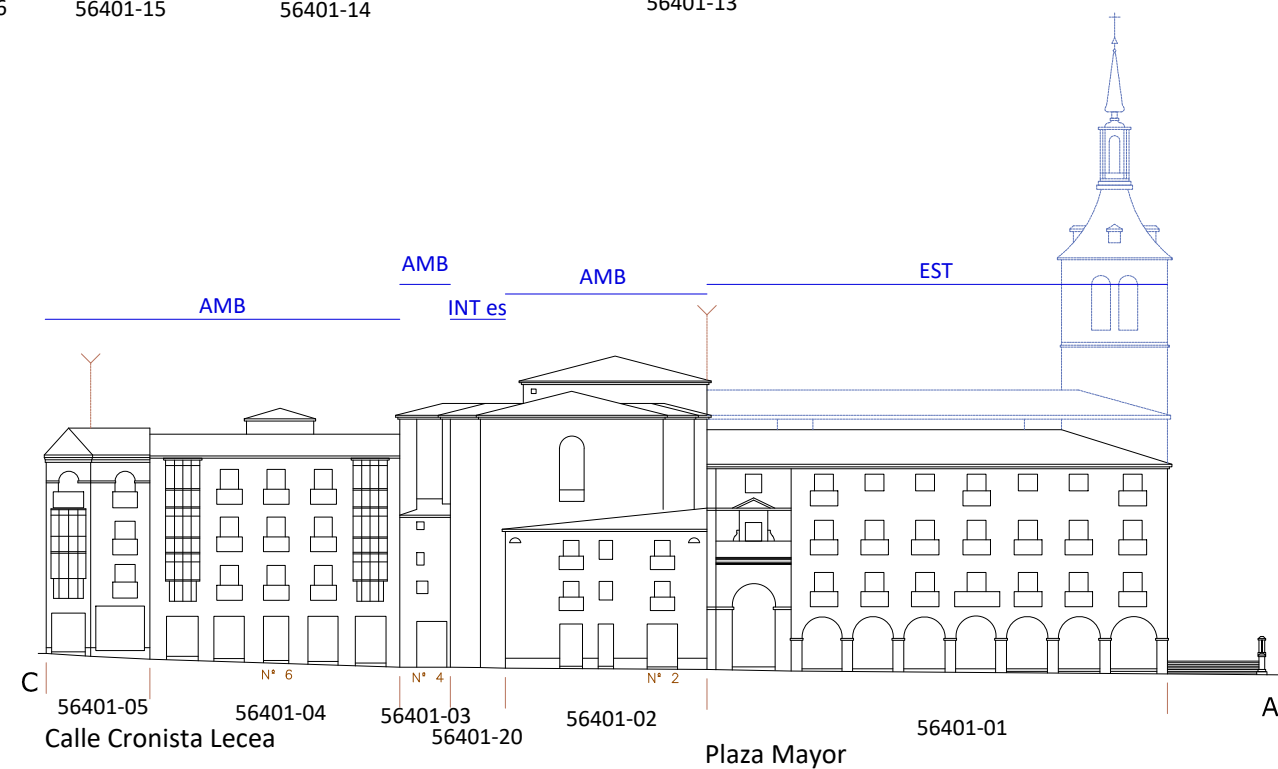 6
56401-15
56401-14
56401-13
AMB
AMB
INT es
AMB
EST
C
N° 6
N° 4
N° 2
A
56401-05
56401-04
56401-03
56401-20
56401-02
56401-01
Calle Cronista Lecea
Plaza Mayor